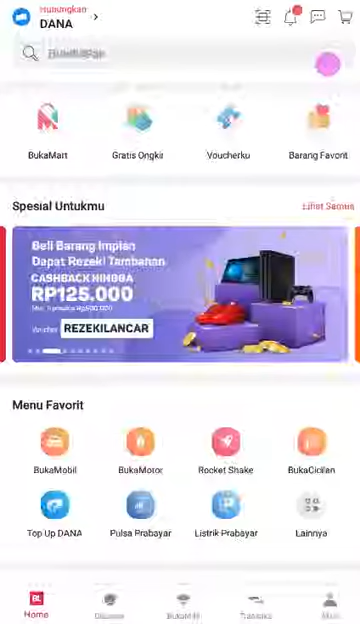 Hubungkan
DANA
BukaMart
Gratis Ongkir
Voucherku
Barang Favorit
Spesial Untukmu
Lihat Semua
Beli Barang Impian
Dapat Rezeki Tambahan
CASHBACK HINGGA
RP125.000
Voucher REZEKILANCAR
Menu Favorit
BukaMobil
BukaMotor
Rocket Shake
BukaCicilan
Top Up DANA
Pulsa Prabayar
Listrik Prabayar
Lainnya
BL
Home
Transaksi